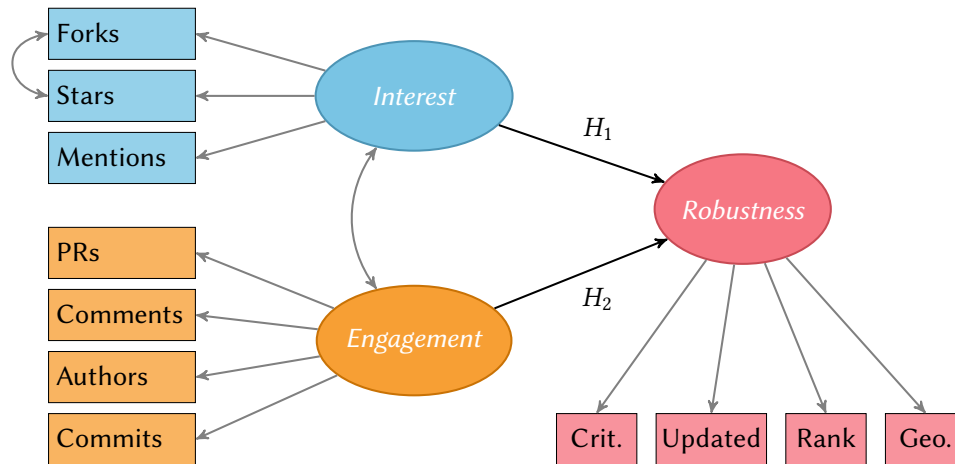 Forks
Stars
Mentions
Interest
H1
Robustness
PRs
Comments
Authors
Commits
Engagement
H2
Crit.
Updated
Rank
Geo.